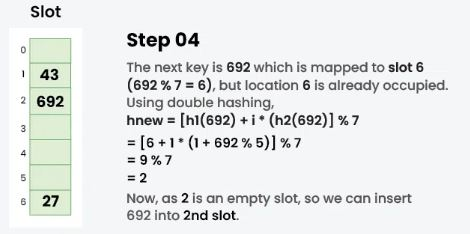 Slot
0
1 43
2 692
3
4
5
6 27
Step 04
The next key is 692 which is mapped to slot 6
(692 % 7 = 6), but location 6 is already occupied.
Using double hashing,
hnew = [h1(692) + i * (h2(692)] % 7
= [6 + 1 * (1 + 692 % 5)] % 7
= 9 % 7
= 2
Now, as 2 is an empty slot, so we can insert
692 into 2nd slot.